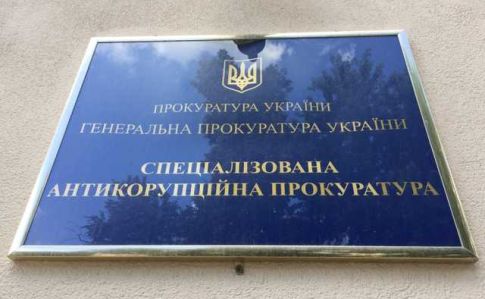 ПРОКУРАТУРА УКРАЇНИ
ГЕНЕРАЛЬНА ПРОКУРАТУРА УКРАЇНИ
СПЕЦІАЛІЗОВАНА
АНТИКОРУПЦІЙНА ПРОКУРАТУРА